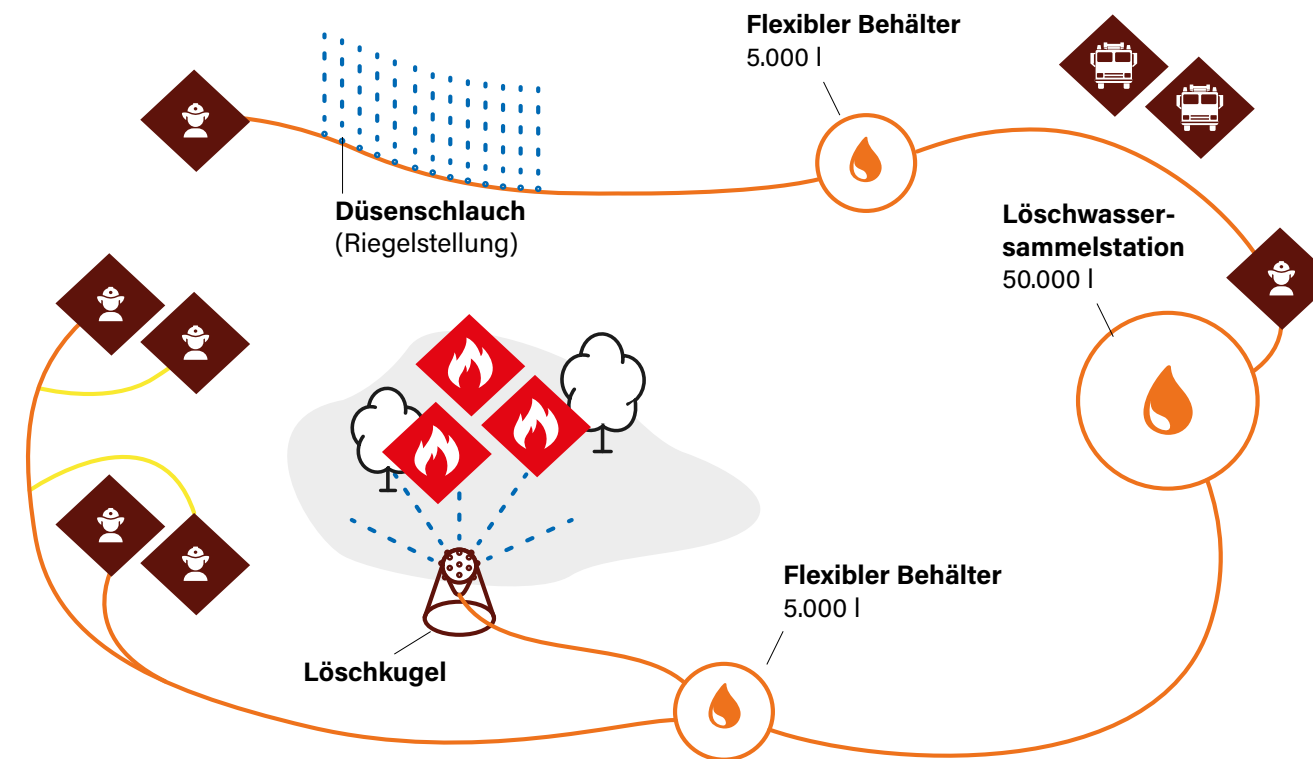 Flexibler Behälter
5.000 l
Düsenschlauch
(Riegelstellung)
Löschwasser-
sammelstation
50.000 l
Flexibler Behälter
5.000 l
Löschkugel